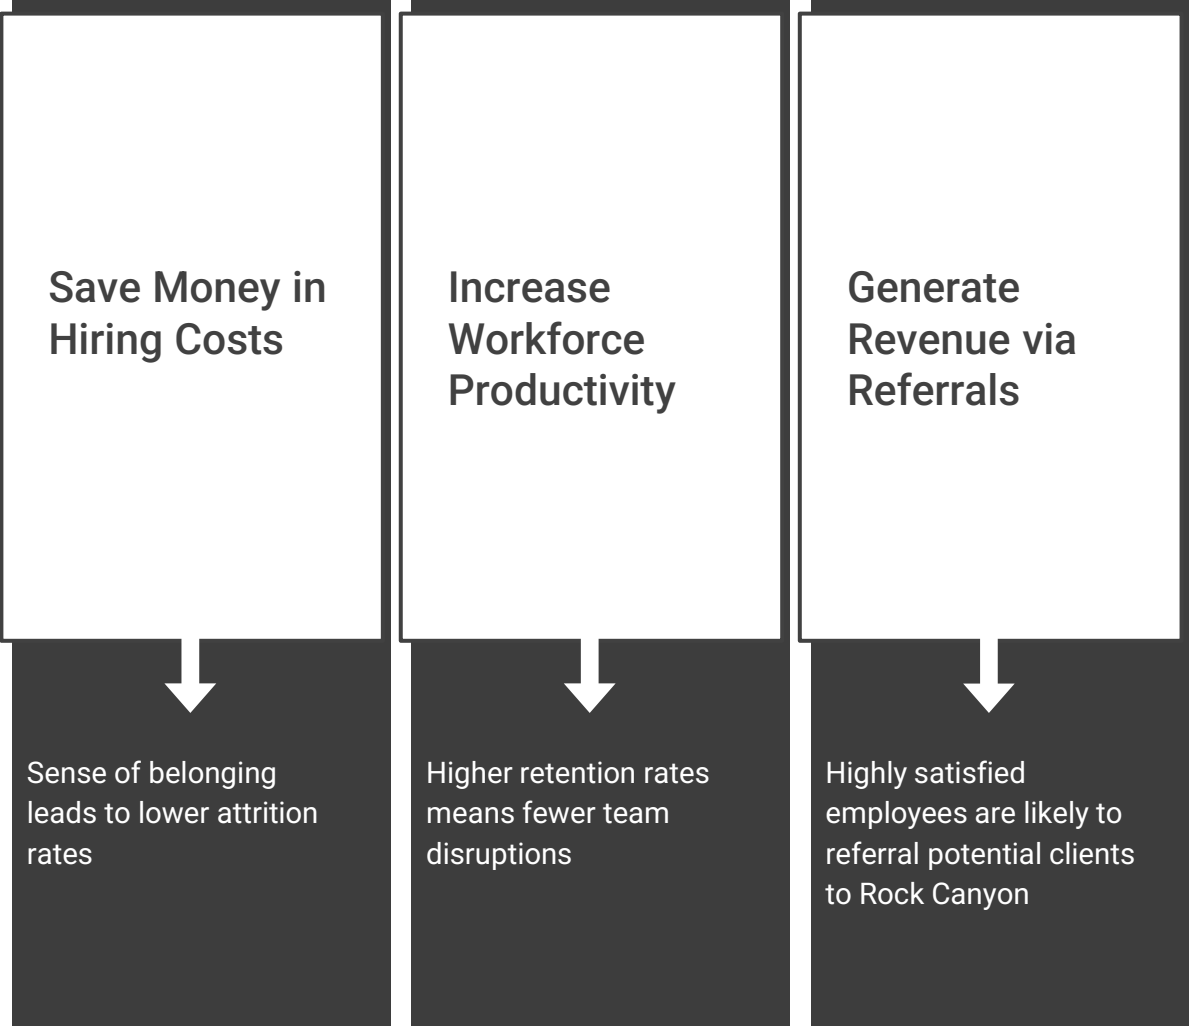 Save Money in
Hiring Costs
Sense of belonging
leads to lower attrition
rates
Increase
Workforce
Productivity
Higher retention rates
means fewer team
disruptions
Generate
Revenue via
Referrals
Highly satisfied
employees are likely to
referral potential clients
to Rock Canyon